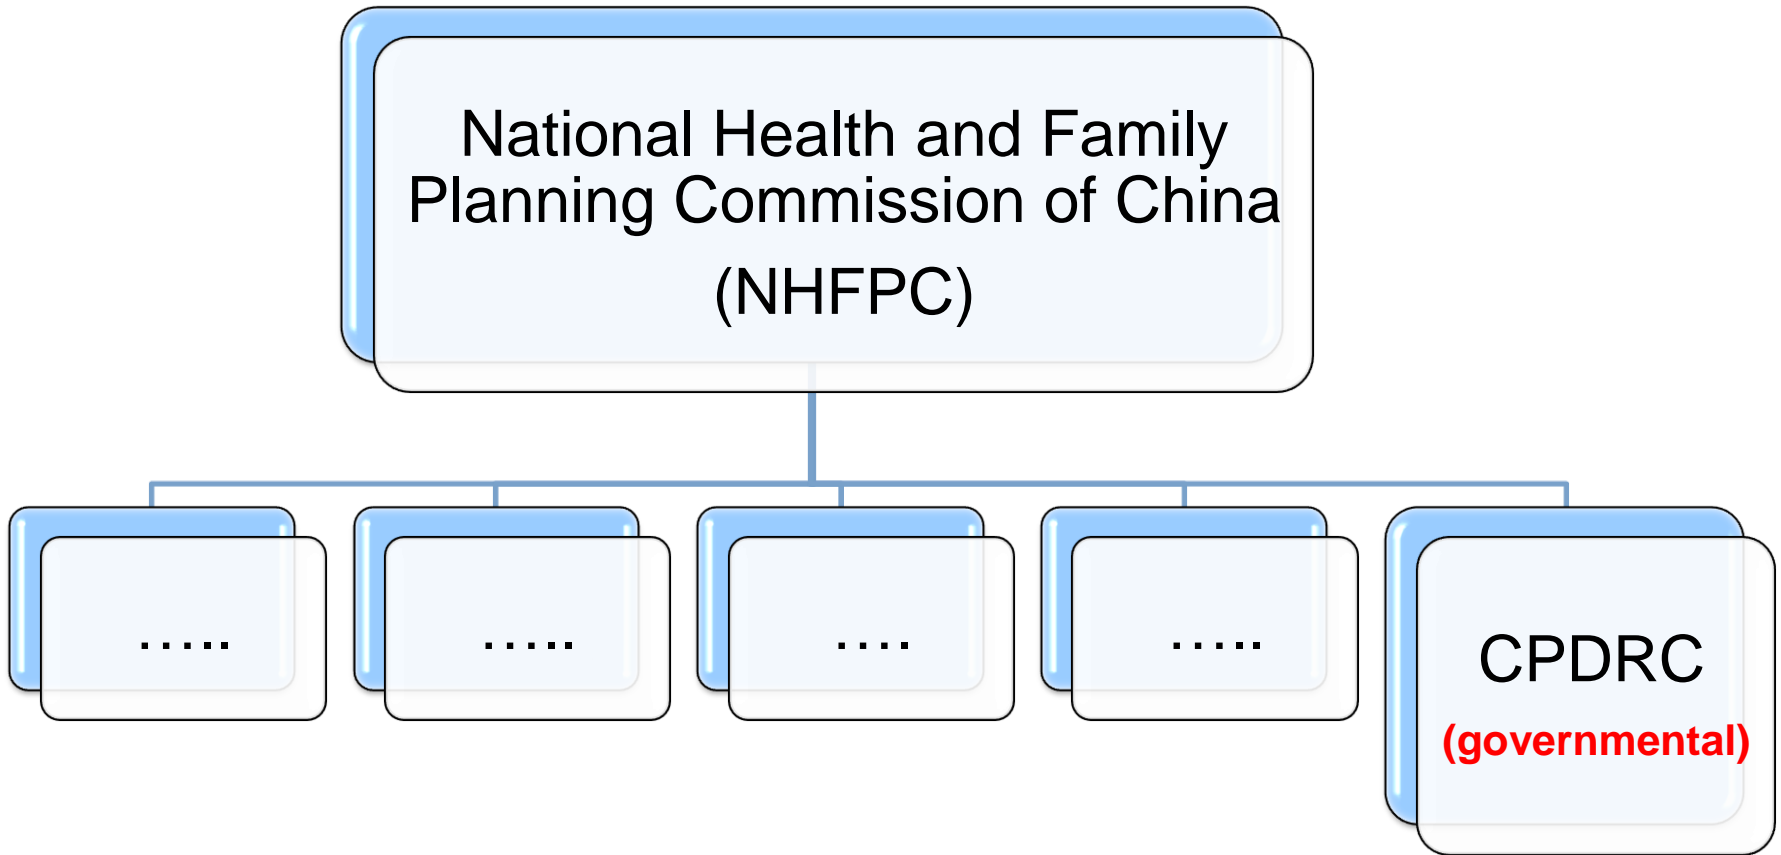 National Health and Family
Planning Commission of China
(NHFPC)
…..
…..
….
…..
CPDRC
(governmental)